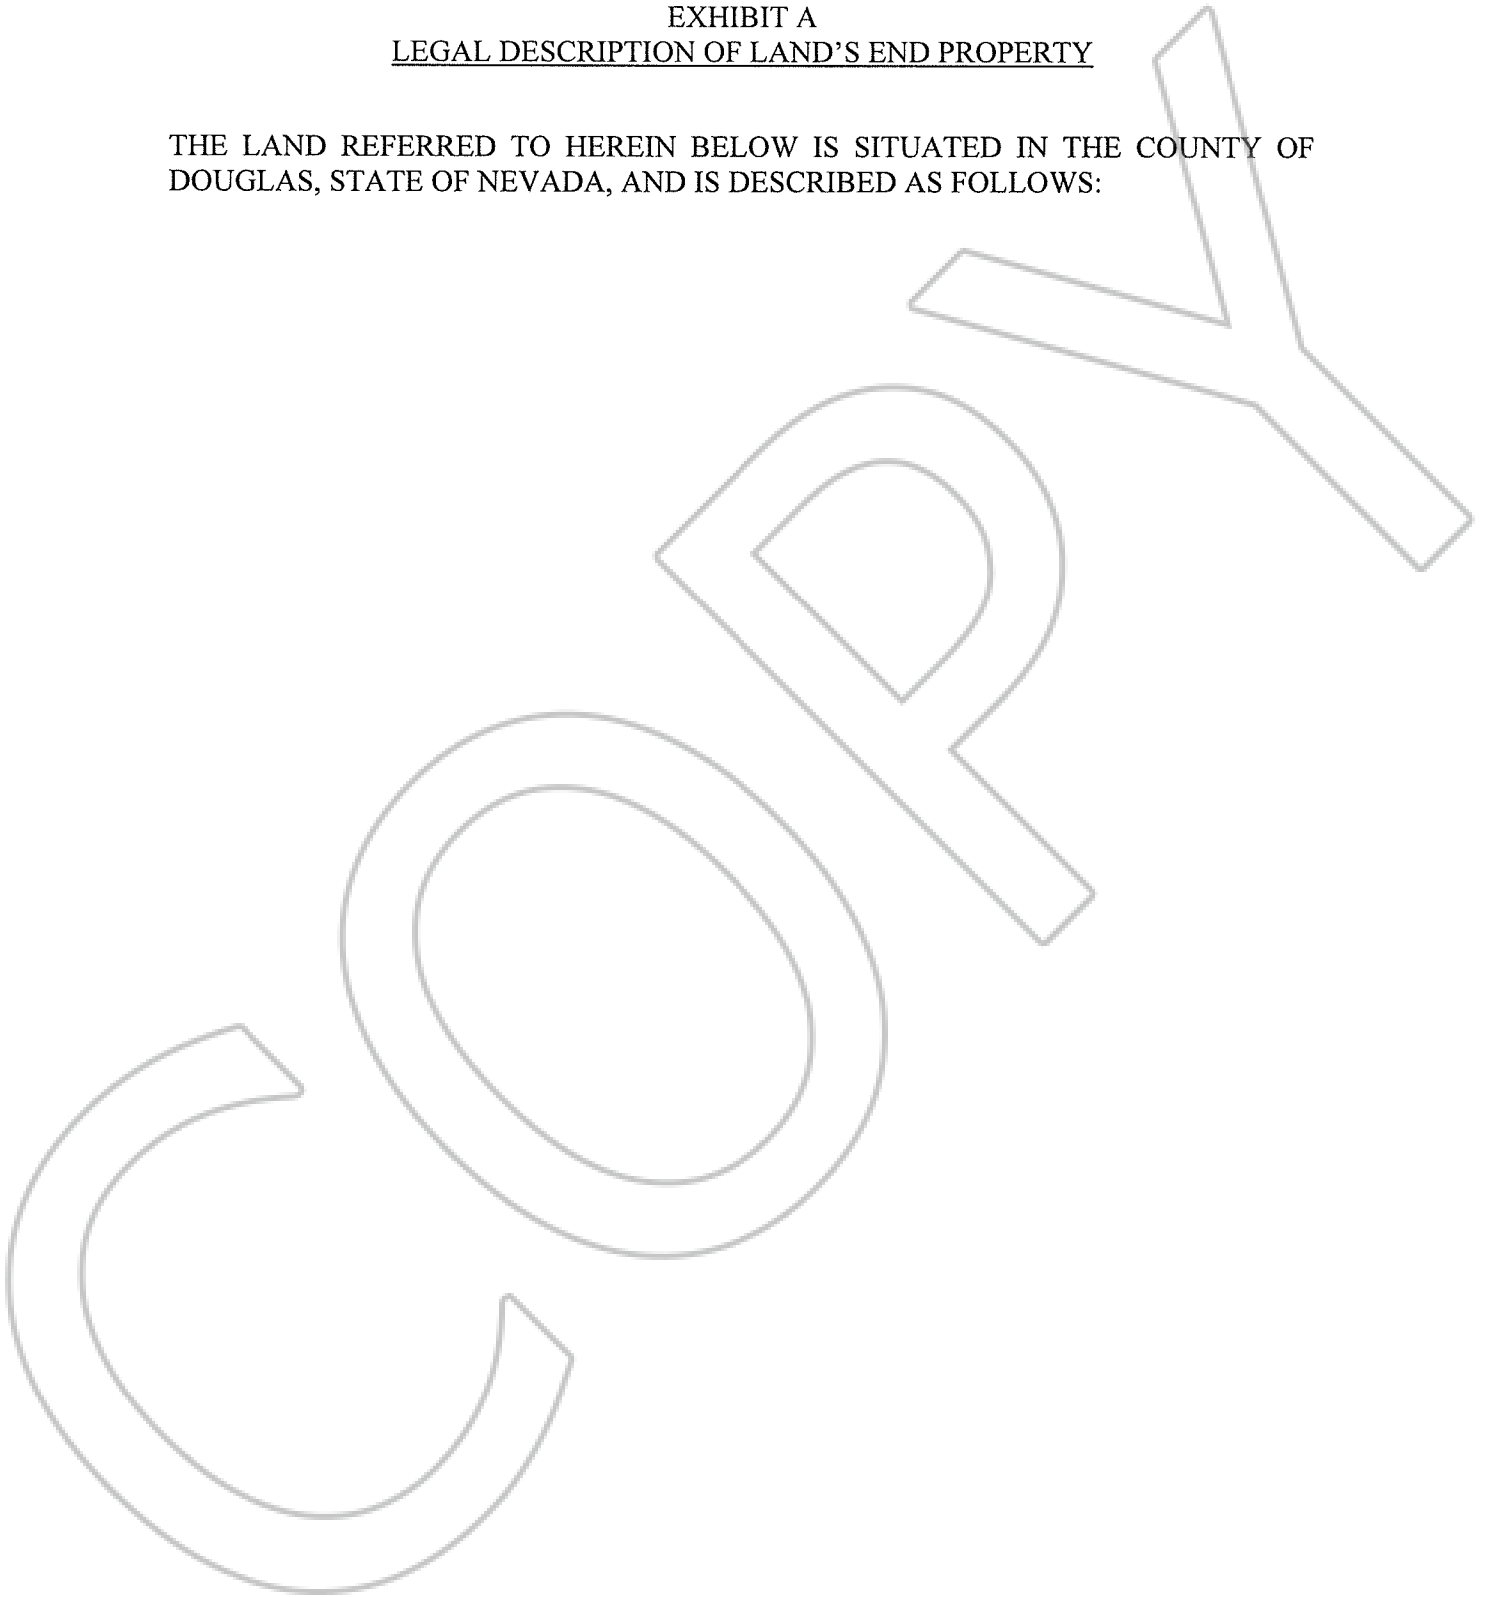 EXHIBIT A
LEGAL DESCRIPTION OF LAND'S END PROPERTY
THE LAND REFERRED TO HEREIN BELOW IS SITUATED IN THE COUNTY OF
DOUGLAS, STATE OF NEVADA, AND IS DESCRIBED AS FOLLOWS:
COPY